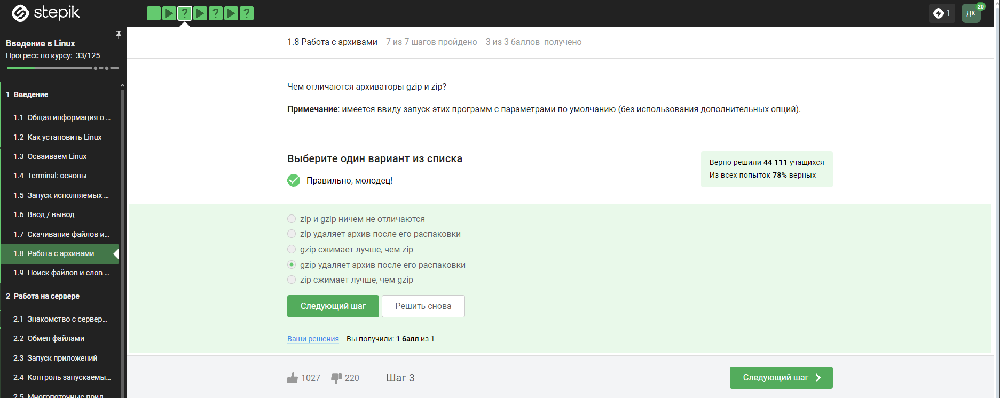 stepik
? ? ?
1
ДК
20
Введение в Linux
Прогресс по курсу: 33/125
1 Введение
1.1 Общая информация о ...
1.2 Как установить Linux
1.3 Осваиваем Linux
1.4 Terminal: основы
1.5 Запуск исполняемых ...
1.6 Ввод / вывод
1.7 Скачивание файлов и...
1.8 Работа с архивами
1.9 Поиск файлов и слов ...
2 Работа на сервере
2.1 Знакомство с сервер...
2.2 Обмен файлами
2.3 Запуск приложений
2.4 Контроль запускаемы...
2.5 Многопоточные прил...
1.8 Работа с архивами 7 из 7 шагов пройдено 3 из 3 баллов получено
Чем отличаются архиваторы gzip и zip?
Примечание: имеется ввиду запуск этих программ с параметрами по умолчанию (без использования дополнительных опций).
Выберите один вариант из списка
Правильно, молодец!
Верно решили 44 111 учащихся
Из всех попыток 78% верных
zip и gzip ничем не отличаются
zip удаляет архив после его распаковки
gzip сжимает лучше, чем zip
gzip удаляет архив после его распаковки
zip сжимает лучше, чем gzip
Следующий шаг Решить снова
Ваши решения Вы получили: 1 балл из 1
1027 220 Шаг 3 Следующий шаг